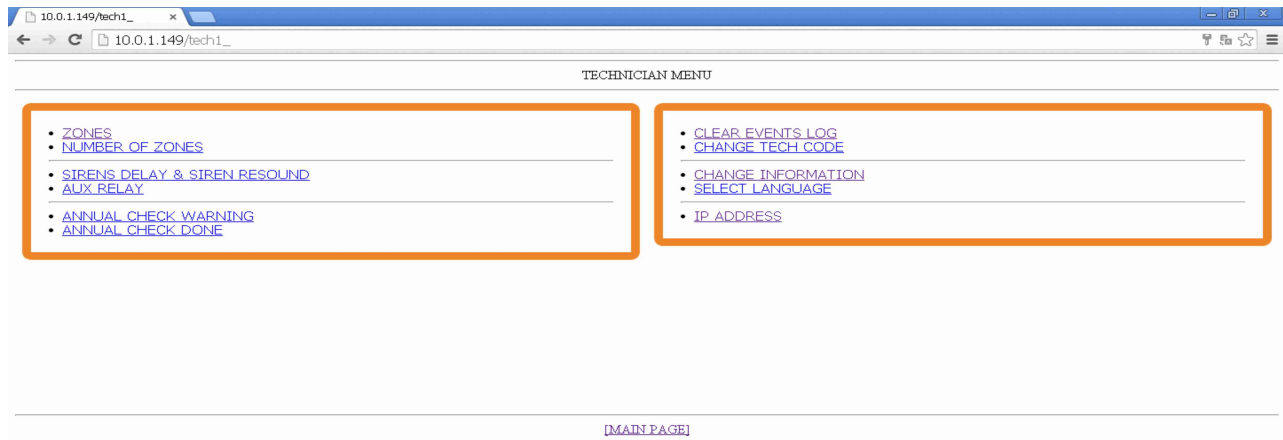 10.0.1.149/tech1_
10.0.1.149/tech1_
TECHNICIAN MENU
ZONES
NUMBER OF ZONES
SIRENS DELAY & SIREN RESOUND
AUX RELAY
ANNUAL CHECK WARNING
ANNUAL CHECK DONE
CLEAR EVENTS LOG
CHANGE TECH CODE
CHANGE INFORMATION
SELECT LANGUAGE
IP ADDRESS
[MAIN PAGE]